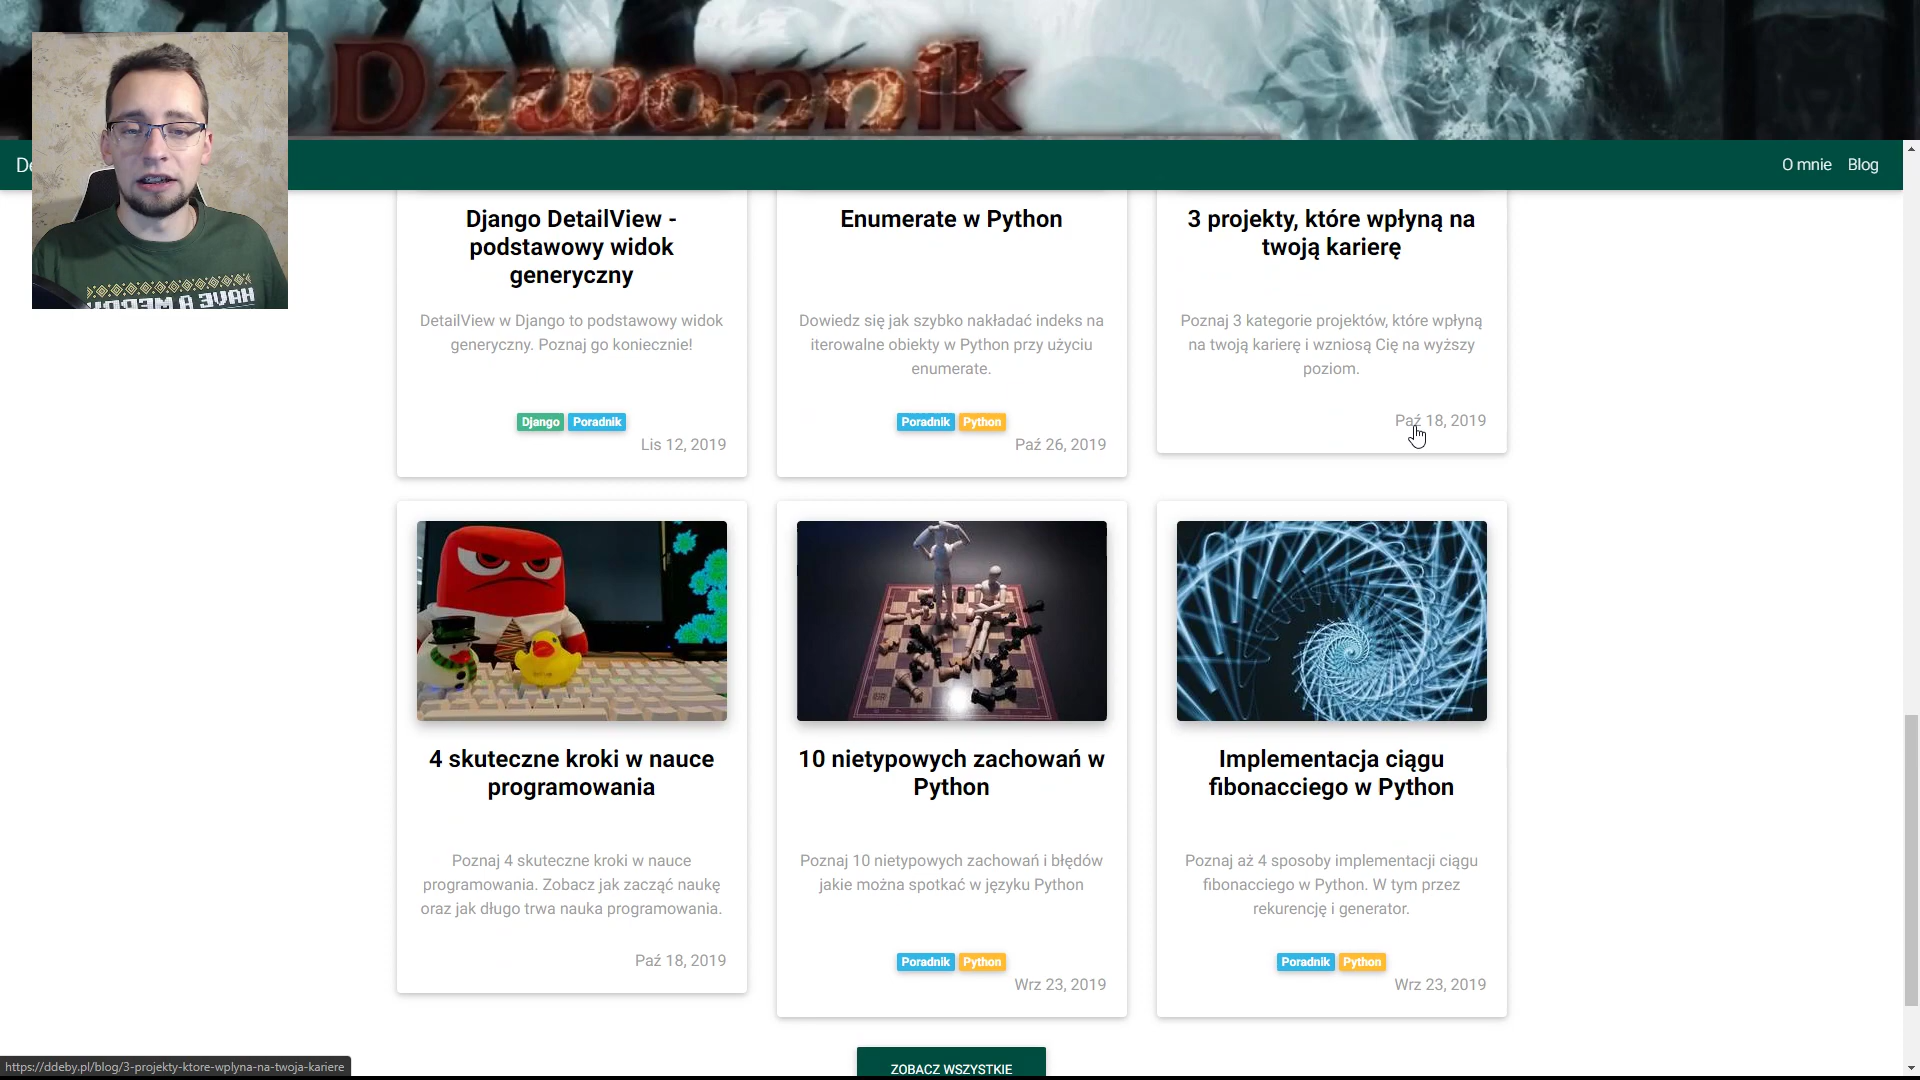 Dzwonnik
De
O mnie Blog
HAVE A MERRY
Django DetailView -
podstawowy widok
generyczny
DetailView w Django to podstawowy widok
generyczny. Poznaj go koniecznie!
Django Poradnik
Lis 12, 2019
Enumerate w Python
Dowiedz się jak szybko nakładać indeks na
iterowalne obiekty w Python przy użyciu
enumerate.
Poradnik Python
Paź 26, 2019
3 projekty, które wpłyną na
twoją karierę
Poznaj 3 kategorie projektów, które wpłyną
na twoją karierę i wzniosą Cię na wyższy
poziom.
Paź 18, 2019
4 skuteczne kroki w nauce
programowania
Poznaj 4 skuteczne kroki w nauce
programowania. Zobacz jak zacząć naukę
oraz jak długo trwa nauka programowania.
Paź 18, 2019
10 nietypowych zachowań w
Python
Poznaj 10 nietypowych zachowań i błędów
jakie można spotkać w języku Python
Poradnik Python
Wrz 23, 2019
Implementacja ciągu
fibonacciego w Python
Poznaj aż 4 sposoby implementacji ciągu
fibonacciego w Python. W tym przez
rekurencję i generator.
Poradnik Python
Wrz 23, 2019
ZOBACZ WSZYSTKIE
https://ddeby.pl/blog/3-projekty-ktore-wplyna-na-twoja-kariere